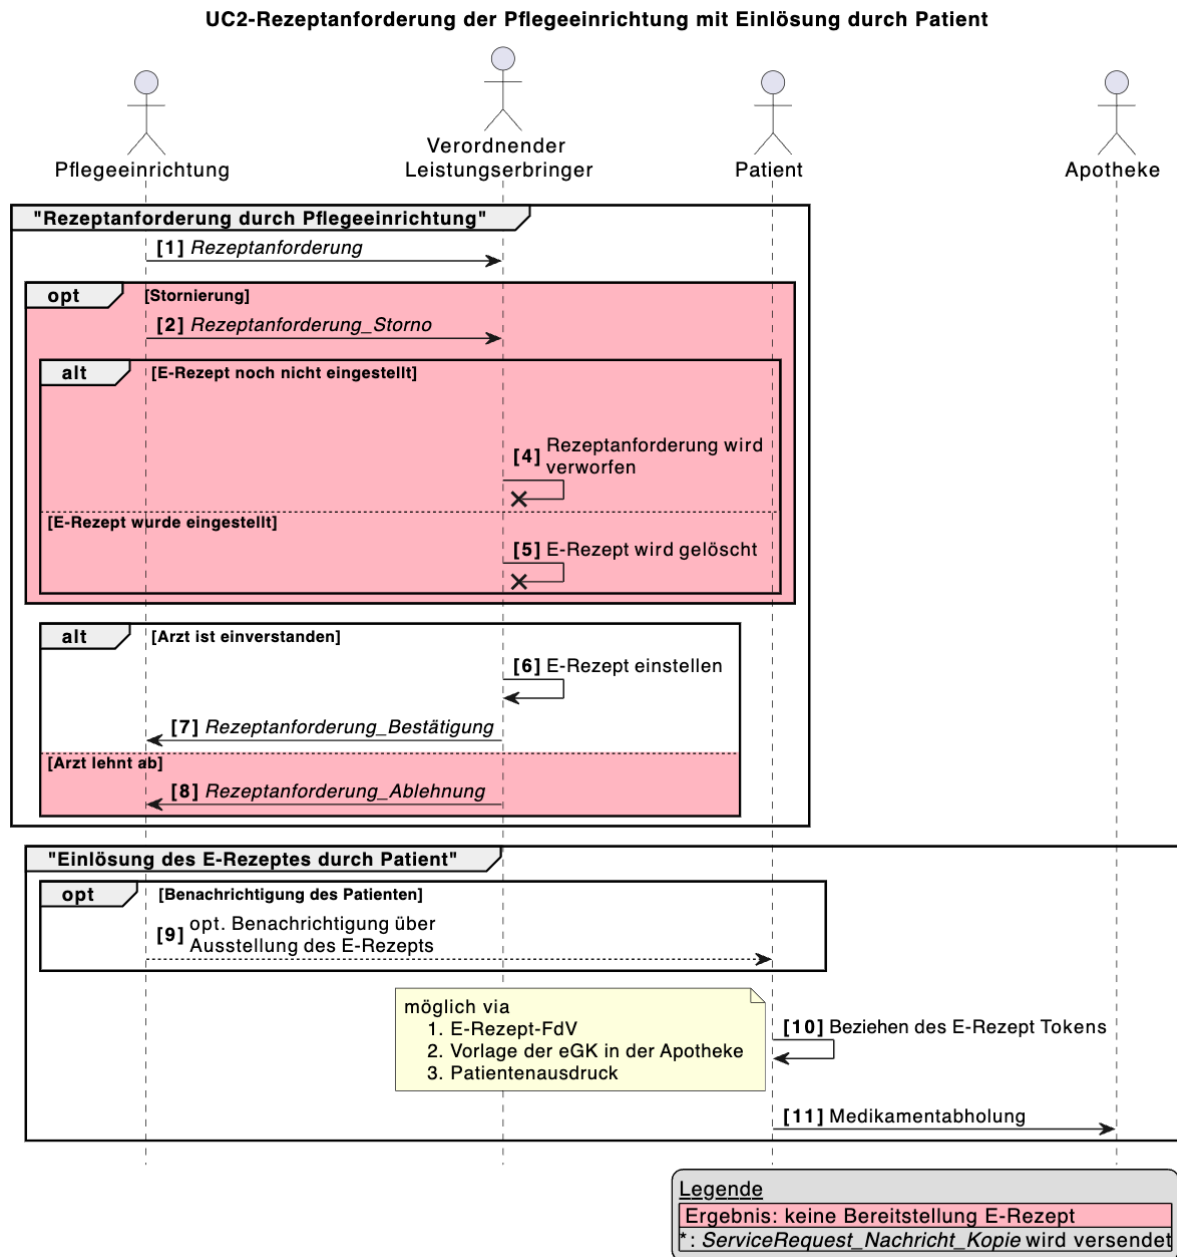 UC2-Rezeptanforderung der Pflegeeinrichtung mit Einlösung durch Patient
Pflegeeinrichtung
Verordnender
Leistungserbringer
Patient
Apotheke
"Rezeptanforderung durch Pflegeeinrichtung"
[1] Rezeptanforderung
opt [Stornierung]
[2] Rezeptanforderung_Storno
alt [E-Rezept noch nicht eingestellt]
[4] Rezeptanforderung wird
verworfen
[E-Rezept wurde eingestellt]
[5] E-Rezept wird gelöscht
alt [Arzt ist einverstanden]
[6] E-Rezept einstellen
[7] Rezeptanforderung_Bestätigung
[Arzt lehnt ab]
[8] Rezeptanforderung_Ablehnung
"Einlösung des E-Rezeptes durch Patient"
opt [Benachrichtigung des Patienten]
[9] opt. Benachrichtigung über
Ausstellung des E-Rezepts
möglich via
1. E-Rezept-FdV
2. Vorlage der eGK in der Apotheke
3. Patientenausdruck
[10] Beziehen des E-Rezept Tokens
[11] Medikamentabholung
Legende
Ergebnis: keine Bereitstellung E-Rezept
* : ServiceRequest_Nachricht_Kopie wird versendet